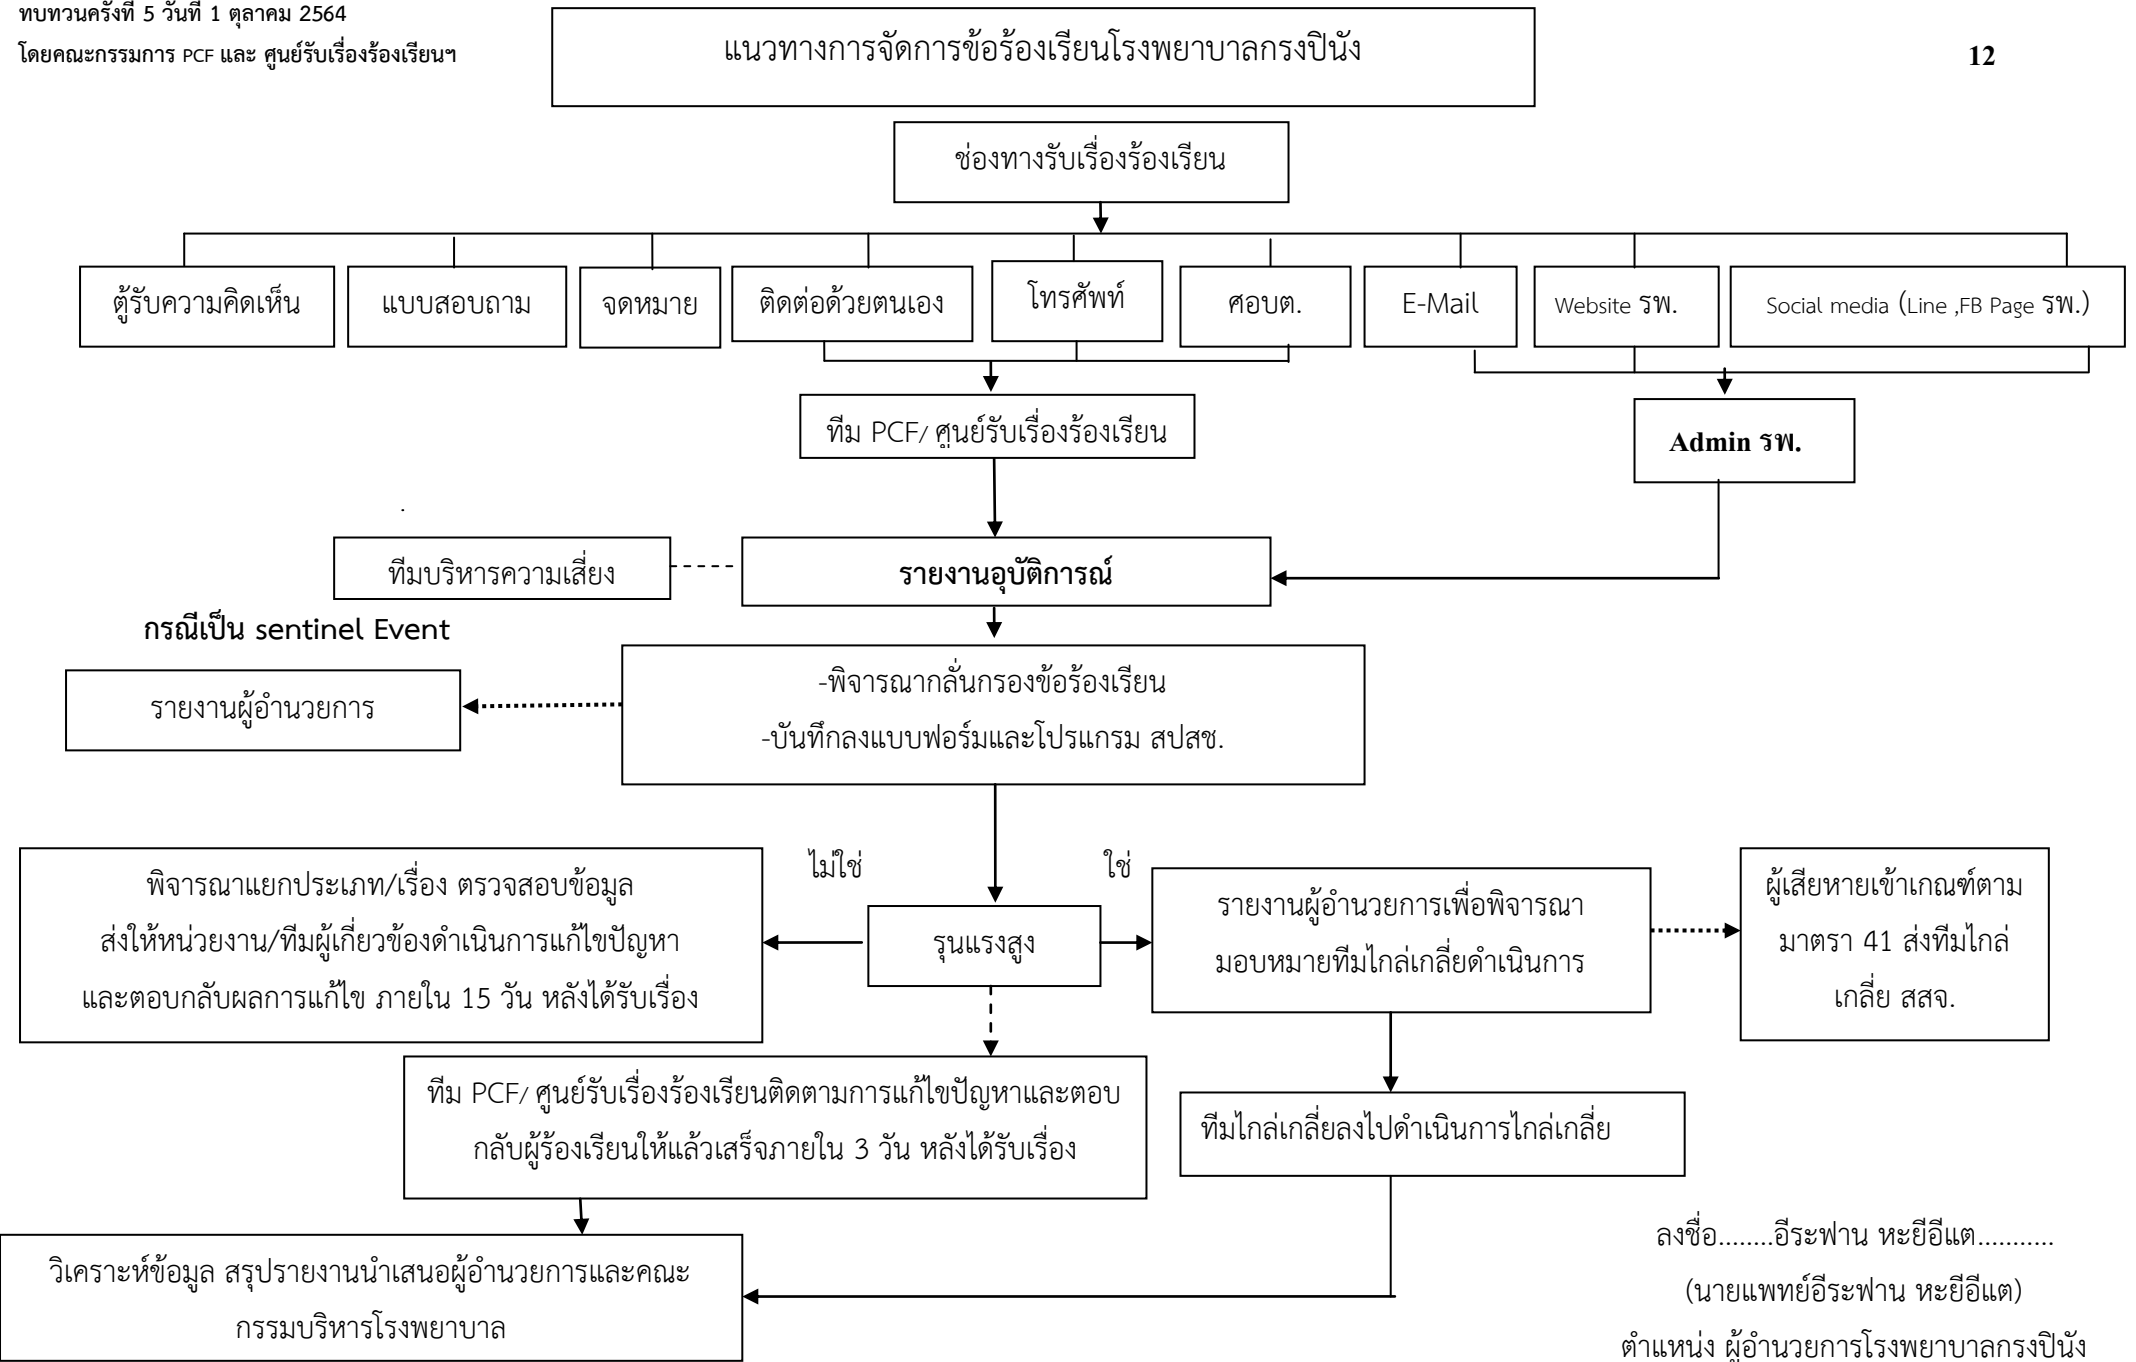 ทบทวนครั้งที่ 5 วันที่ 1 ตุลาคม 2564
โดยคณะกรรมการ PCF และ ศูนย์รับเรื่องร้องเรียนฯ
แนวทางการจัดการข้อร้องเรียนโรงพยาบาลกรงปินัง
12
ช่องทางรับเรื่องร้องเรียน
ตู้รับความคิดเห็น
แบบสอบถาม
จดหมาย
ติดต่อด้วยตนเอง
โทรศัพท์
ศอบต.
E-Mail
Website รพ.
Social media (Line ,FB Page รพ.)
ทีม PCF/ ศูนย์รับเรื่องร้องเรียน
Admin รพ.
ทีมบริหารความเสี่ยง
รายงานอุบัติการณ์
กรณีเป็น sentinel Event
รายงานผู้อำนวยการ
-พิจารณากลั่นกรองข้อร้องเรียน
-บันทึกลงแบบฟอร์มและโปรแกรม สปสช.
พิจารณาแยกประเภท/เรื่อง ตรวจสอบข้อมูล
ส่งให้หน่วยงาน/ทีมผู้เกี่ยวข้องดำเนินการแก้ไขปัญหา
และตอบกลับผลการแก้ไข ภายใน 15 วัน หลังได้รับเรื่อง
ไม่ใช่
รุนแรงสูง
ใช่
รายงานผู้อำนวยการเพื่อพิจารณา
มอบหมายทีมไกล่เกลี่ยดำเนินการ
ผู้เสียหายเข้าเกณฑ์ตาม
มาตรา 41 ส่งทีมไกล่
เกลี่ย สสจ.
ทีม PCF/ ศูนย์รับเรื่องร้องเรียนติดตามการแก้ไขปัญหาและตอบ
กลับผู้ร้องเรียนให้แล้วเสร็จภายใน 3 วัน หลังได้รับเรื่อง
ทีมไกล่เกลี่ยลงไปดำเนินการไกล่เกลี่ย
วิเคราะห์ข้อมูล สรุปรายงานนำเสนอผู้อำนวยการและคณะ
กรรมบริหารโรงพยาบาล
ลงชื่อ........อีระฟาน หะยีอีแต...........
(นายแพทย์อีระฟาน หะยีอีแต)
ตำแหน่ง ผู้อำนวยการโรงพยาบาลกรงปินัง